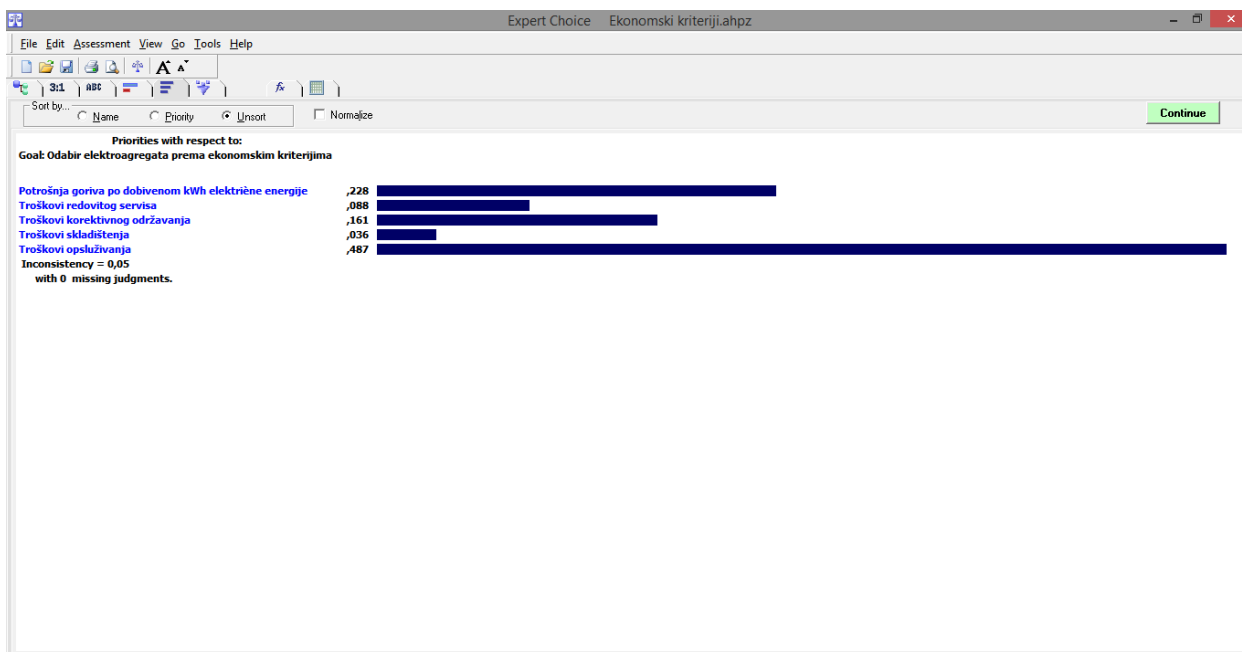 Expert Choice Ekonomski kriteriji.ahpz
File Edit Assessment View Go Tools Help
A A
3:1 ABC fx
Sort by... Name Priority Unsort Normalize Continue
Priorities with respect to:
Goal: Odabir elektroagregata prema ekonomskim kriterijima
Potrošnja goriva po dobivenom kWh elektriène energije ,228
Troškovi redovitog servisa ,088
Troškovi korektivnog održavanja ,161
Troškovi skladištenja ,036
Troškovi opsluživanja ,487
Inconsistency = 0,05
with 0 missing judgments.